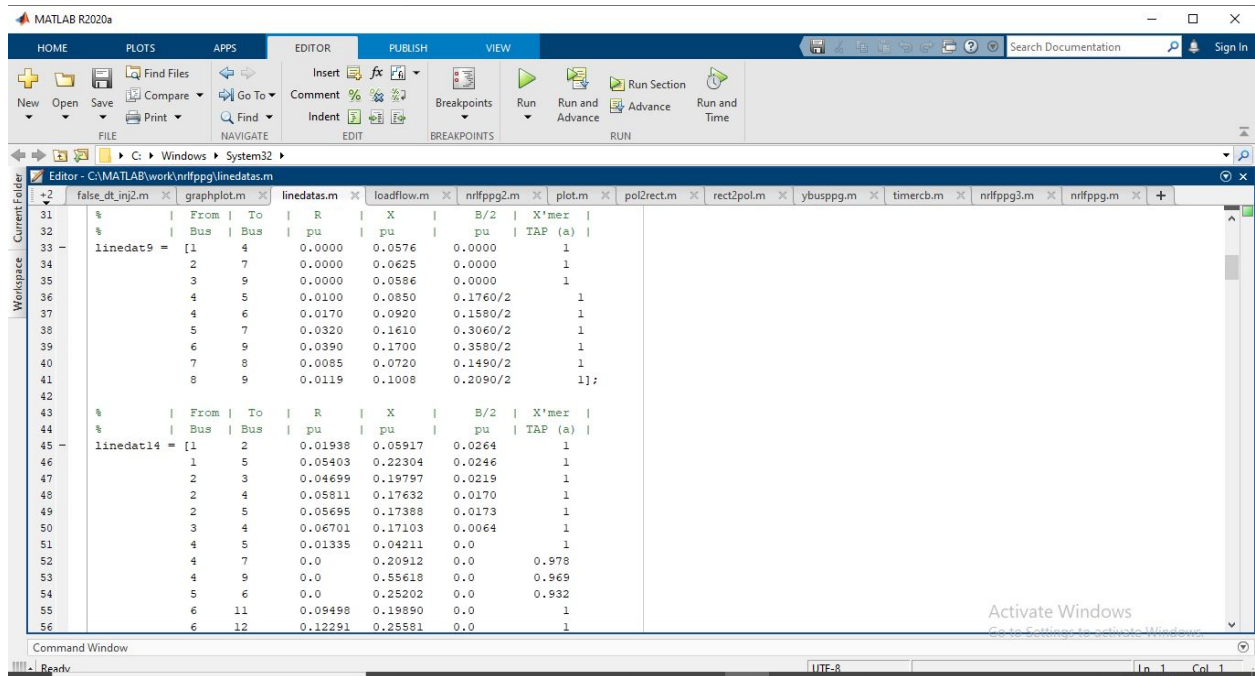 MATLAB R2020a
HOME PLOTS APPS EDITOR PUBLISH VIEW Search Documentation Sign In
New Open Save Find Files Compare Print Go To Find Insert fx Comment % Indent Breakpoints Run Run and Advance Run Section Advance Run and Time
FILE NAVIGATE EDIT BREAKPOINTS RUN
C: Windows System32
Editor - C:\MATLAB\work\nrlfppg\linedatas.m
+2 false_dt_inj2.m graphplot.m linedatas.m loadflow.m nrlfppg2.m plot.m pol2rect.m rect2pol.m ybusppg.m timercb.m nrlfppg3.m nrlfppg.m +
Current Folder
Workspace
31 % | From | To | R | X | B/2 | X'mer |
32 % | Bus | Bus | pu | pu | pu | TAP (a) |
33 - linedat9 = [1 4 0.0000 0.0576 0.0000 1
34 2 7 0.0000 0.0625 0.0000 1
35 3 9 0.0000 0.0586 0.0000 1
36 4 5 0.0100 0.0850 0.1760/2 1
37 4 6 0.0170 0.0920 0.1580/2 1
38 5 7 0.0320 0.1610 0.3060/2 1
39 6 9 0.0390 0.1700 0.3580/2 1
40 7 8 0.0085 0.0720 0.1490/2 1
41 8 9 0.0119 0.1008 0.2090/2 1];
42
43 % | From | To | R | X | B/2 | X'mer |
44 % | Bus | Bus | pu | pu | pu | TAP (a) |
45 - linedat14 = [1 2 0.01938 0.05917 0.0264 1
46 1 5 0.05403 0.22304 0.0246 1
47 2 3 0.04699 0.19797 0.0219 1
48 2 4 0.05811 0.17632 0.0170 1
49 2 5 0.05695 0.17388 0.0173 1
50 3 4 0.06701 0.17103 0.0064 1
51 4 5 0.01335 0.04211 0.0 1
52 4 7 0.0 0.20912 0.0 0.978
53 4 9 0.0 0.55618 0.0 0.969
54 5 6 0.0 0.25202 0.0 0.932
55 6 11 0.09498 0.19890 0.0 1
56 6 12 0.12291 0.25581 0.0 1
Activate Windows
Go to Settings to activate Windows.
Command Window
Ready UTF-8 Ln 1 Col 1